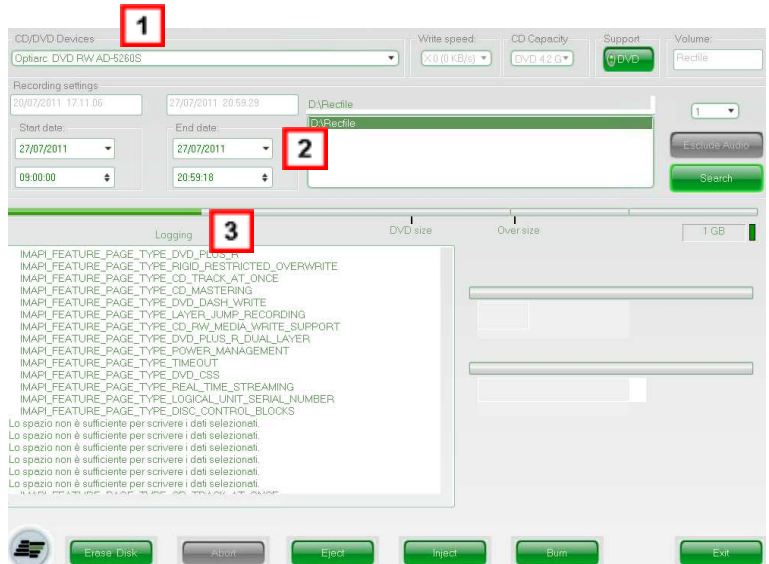 1
CD/DVD Devices
Write speed:
CD Capacity
Support
Volume:
Optiarc DVD RW AD-5260S
X 0 (0 KB/s)
DVD 4.2 G
DVD
Recfile
Recording settings
20/07/2011 17.11.06
27/07/2011 20.59.29
D:\Recfile
1
Start date:
End date:
D:\Recfile
27/07/2011
27/07/2011
2
Exclude Audio
09:00:00
20:59:18
Search
Logging
3
DVD size
Over size
1 GB
IMAPI_FEATURE_PAGE_TYPE_DVD_PLUS_R
IMAPI_FEATURE_PAGE_TYPE_RIGID_RESTRICTED_OVERWRITE
IMAPI_FEATURE_PAGE_TYPE_CD_TRACK_AT_ONCE
IMAPI_FEATURE_PAGE_TYPE_CD_MASTERING
IMAPI_FEATURE_PAGE_TYPE_DVD_DASH_WRITE
IMAPI_FEATURE_PAGE_TYPE_LAYER_JUMP_RECORDING
IMAPI_FEATURE_PAGE_TYPE_CD_RW_MEDIA_WRITE_SUPPORT
IMAPI_FEATURE_PAGE_TYPE_DVD_PLUS_R_DUAL_LAYER
IMAPI_FEATURE_PAGE_TYPE_POWER_MANAGEMENT
IMAPI_FEATURE_PAGE_TYPE_TIMEOUT
IMAPI_FEATURE_PAGE_TYPE_DVD_CSS
IMAPI_FEATURE_PAGE_TYPE_REAL_TIME_STREAMING
IMAPI_FEATURE_PAGE_TYPE_LOGICAL_UNIT_SERIAL_NUMBER
IMAPI_FEATURE_PAGE_TYPE_DISC_CONTROL_BLOCKS
Lo spazio non è sufficiente per scrivere i dati selezionati.
Lo spazio non è sufficiente per scrivere i dati selezionati.
Lo spazio non è sufficiente per scrivere i dati selezionati.
Lo spazio non è sufficiente per scrivere i dati selezionati.
Lo spazio non è sufficiente per scrivere i dati selezionati.
Lo spazio non è sufficiente per scrivere i dati selezionati.
IMAPI_FEATURE_PAGE_TYPE_CD_TRACK_AT_ONCE
Erase Disk
Abort
Eject
Inject
Burn
Exit